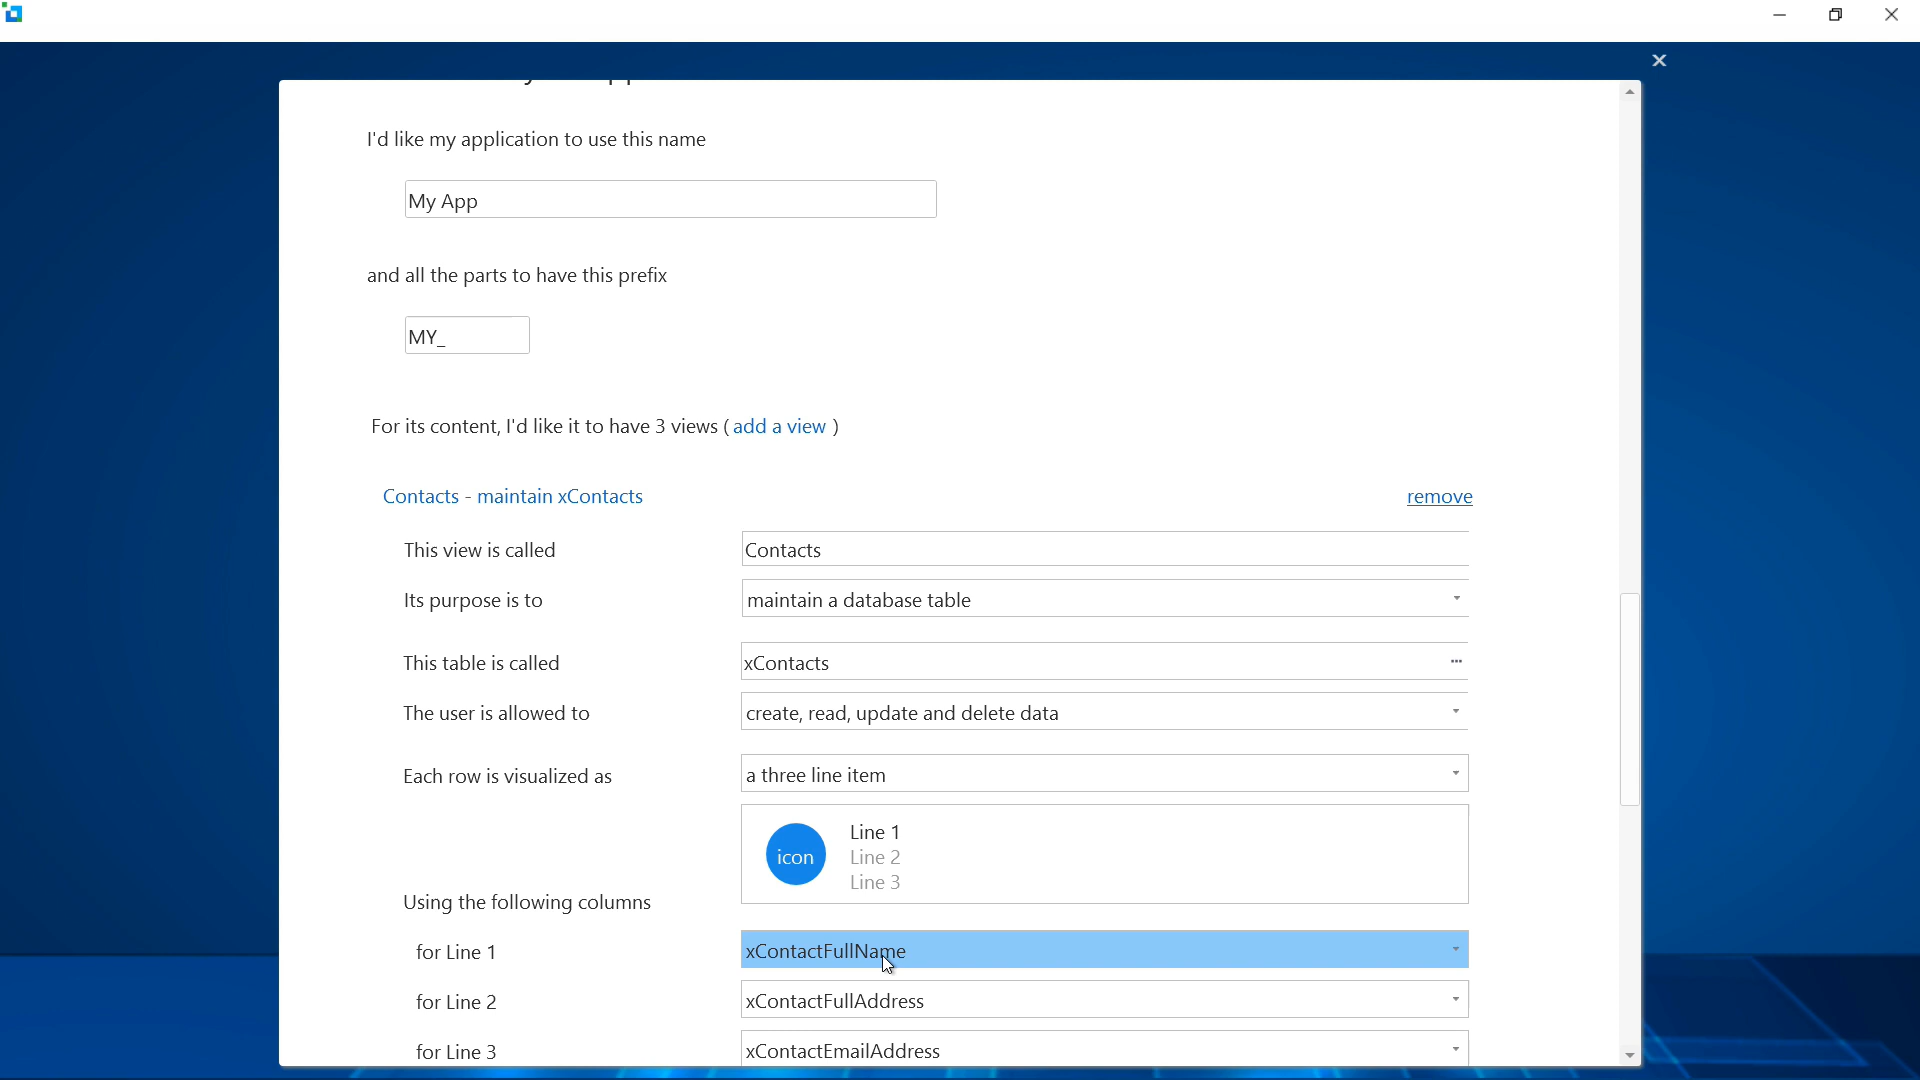 I'd like my application to use this name
My App
and all the parts to have this prefix
MY_
For its content, I'd like it to have 3 views ( add a view )
Contacts - maintain xContacts remove
This view is called Contacts
Its purpose is to maintain a database table
This table is called xContacts ...
The user is allowed to create, read, update and delete data
Each row is visualized as a three line item
icon
Line 1
Line 2
Line 3
Using the following columns
for Line 1 xContactFullName
for Line 2 xContactFullAddress
for Line 3 xContactEmailAddress